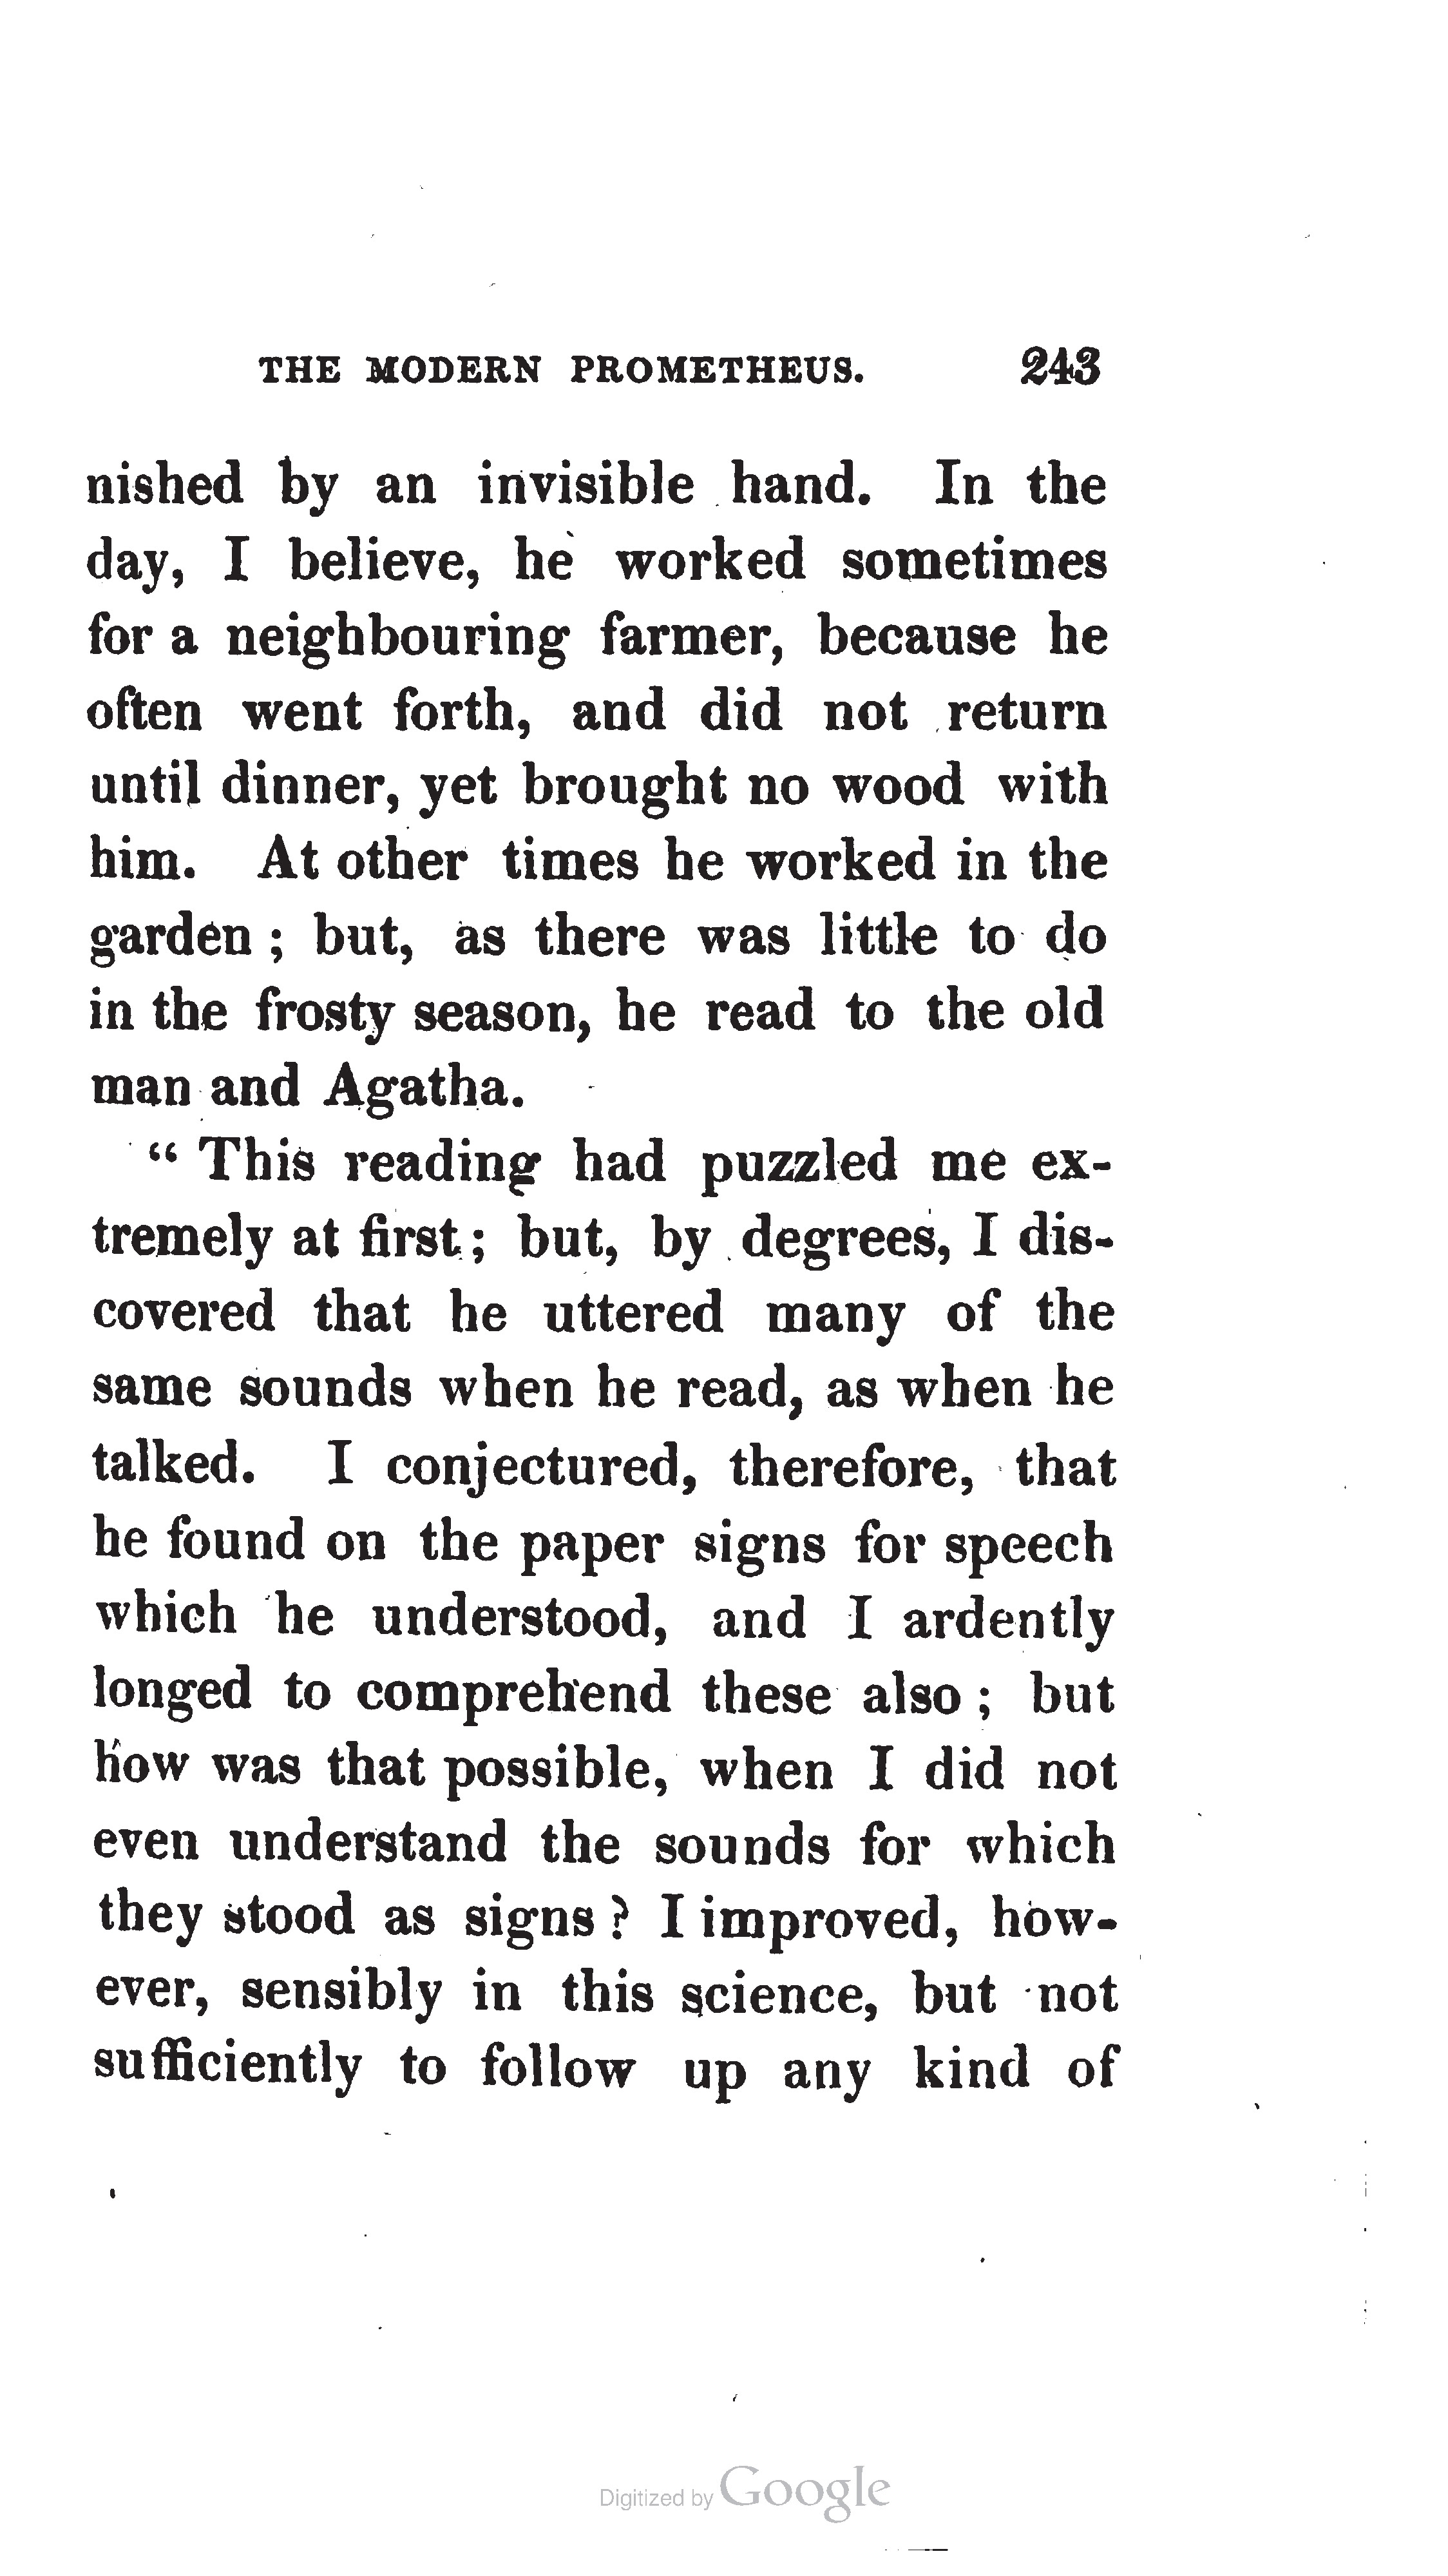 THE MODERN PROMETHEUS. 243
nished by an invisible hand. In the
day, I believe, he worked sometimes
for a neighbouring farmer, because he
often went forth, and did not return
until dinner, yet brought no wood with
him. At other times he worked in the
garden ; but, as there was little to do
in the frosty season, he read to the old
man and Agatha.
“ This reading had puzzled me ex-
tremely at first ; but, by degrees, I dis-
covered that he uttered many of the
same sounds when he read, as when he
talked. I conjectured, therefore, that
he found on the paper signs for speech
which he understood, and I ardently
longed to comprehend these also ; but
how was that possible, when I did not
even understand the sounds for which
they stood as signs ? I improved, how-
ever, sensibly in this science, but not
sufficiently to follow up any kind of
Digitized by Google